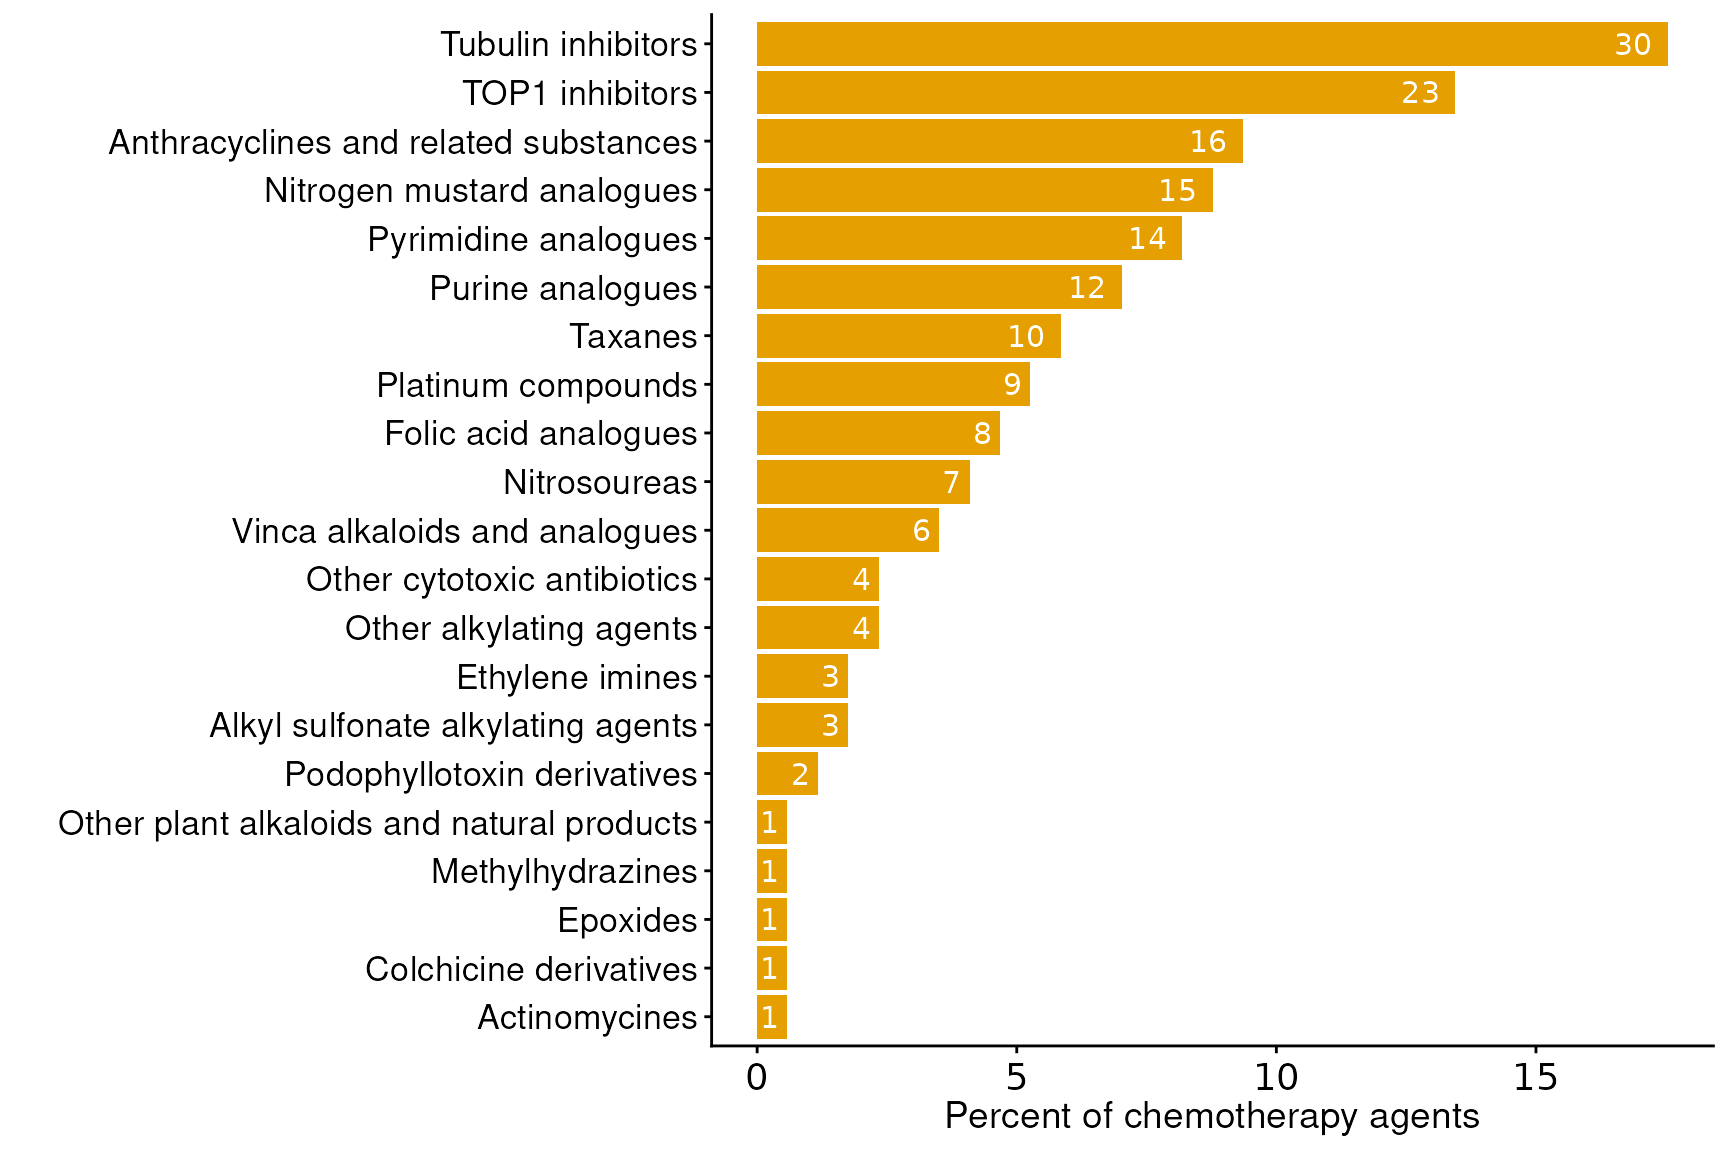 Tubulin inhibitors 30
TOP1 inhibitors 23
Anthracyclines and related substances 16
Nitrogen mustard analogues 15
Pyrimidine analogues 14
Purine analogues 12
Taxanes 10
Platinum compounds 9
Folic acid analogues 8
Nitrosoureas 7
Vinca alkaloids and analogues 6
Other cytotoxic antibiotics 4
Other alkylating agents 4
Ethylene imines 3
Alkyl sulfonate alkylating agents 3
Podophyllotoxin derivatives 2
Other plant alkaloids and natural products 1
Methylhydrazines 1
Epoxides 1
Colchicine derivatives 1
Actinomycines 1
0 5 10 15
Percent of chemotherapy agents